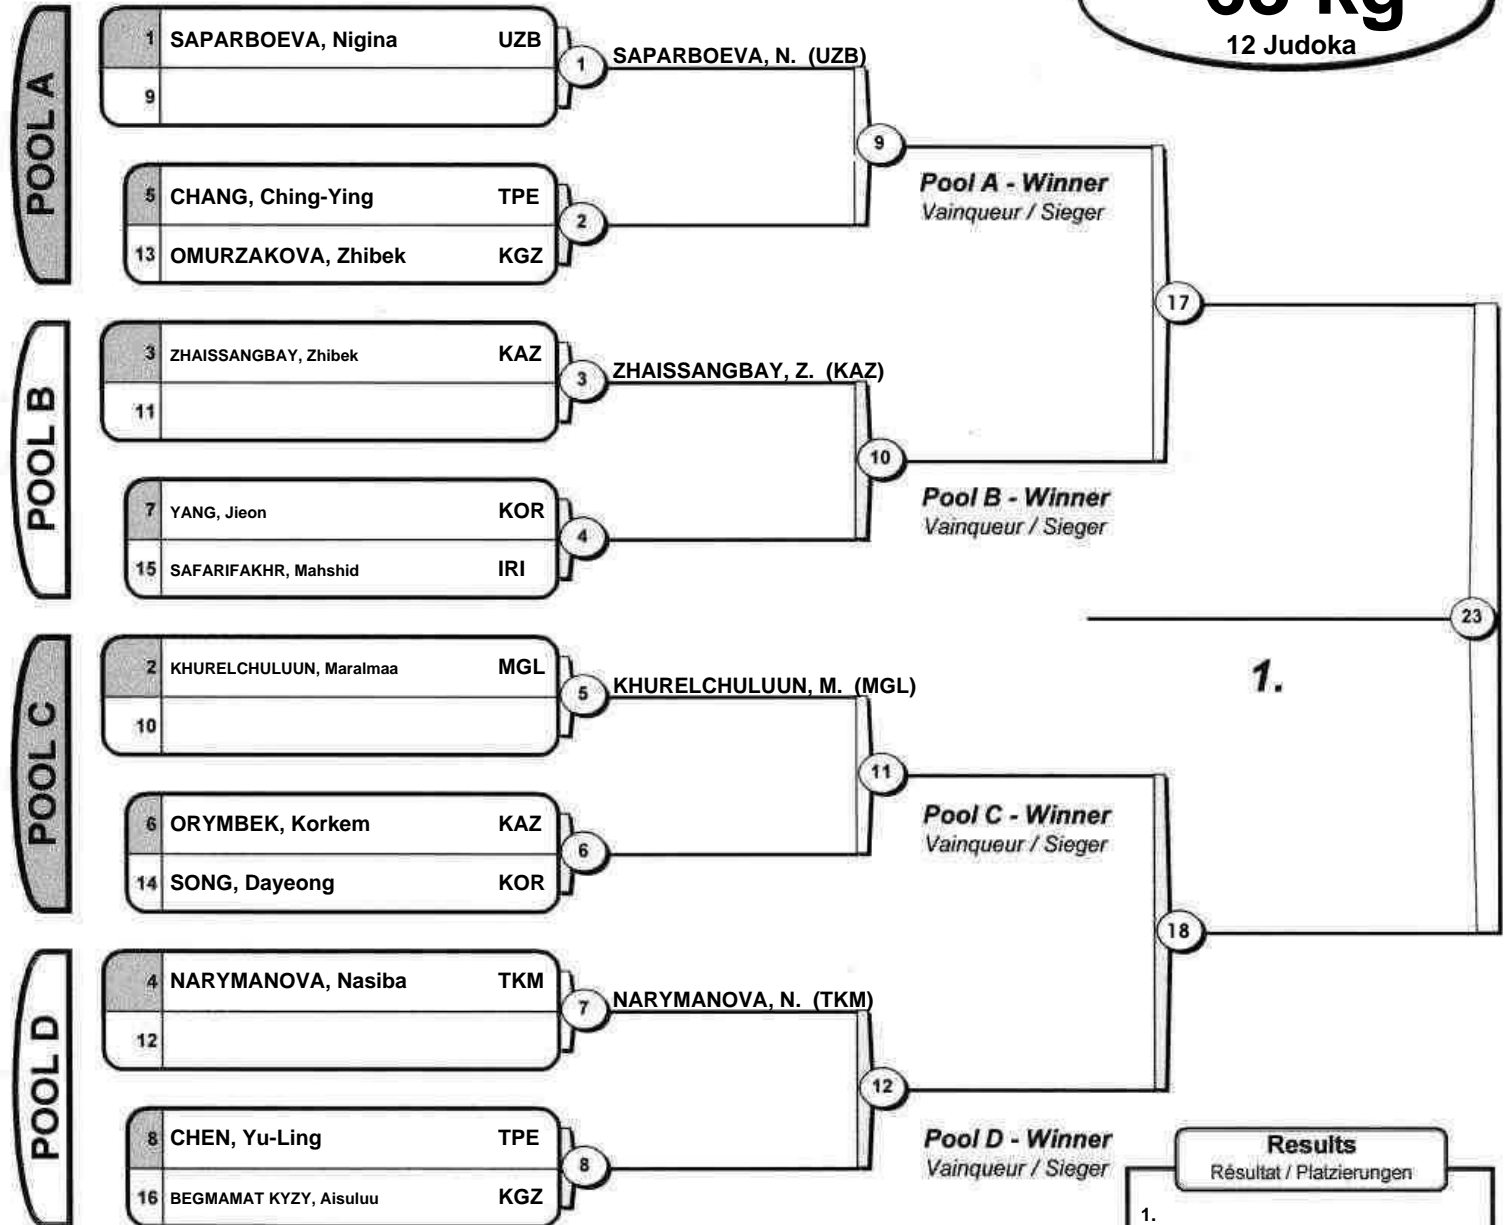 63 kg
12 Judoka
POOL A
1 SAPARBOEVA, Nigina UZB
9
1
SAPARBOEVA, N. (UZB)
5 CHANG, Ching-Ying TPE
13 OMURZAKOVA, Zhibek KGZ
2
9
Pool A - Winner
Vainqueur / Sieger
POOL B
3 ZHAISSANGBAY, Zhibek KAZ
11
3
ZHAISSANGBAY, Z. (KAZ)
7 YANG, Jieon KOR
15 SAFARIFAKHR, Mahshid IRI
4
10
Pool B - Winner
Vainqueur / Sieger
17
POOL C
2 KHURELCHULUUN, Maralmaa MGL
10
5
KHURELCHULUUN, M. (MGL)
6 ORYMBEK, Korkem KAZ
14 SONG, Dayeong KOR
6
11
Pool C - Winner
Vainqueur / Sieger
23
1.
POOL D
4 NARYMANOVA, Nasiba TKM
12
7
NARYMANOVA, N. (TKM)
8 CHEN, Yu-Ling TPE
16 BEGMAMAT KYZY, Aisuluu KGZ
8
12
Pool D - Winner
Vainqueur / Sieger
18
Results
Résultat / Platzierungen
1.